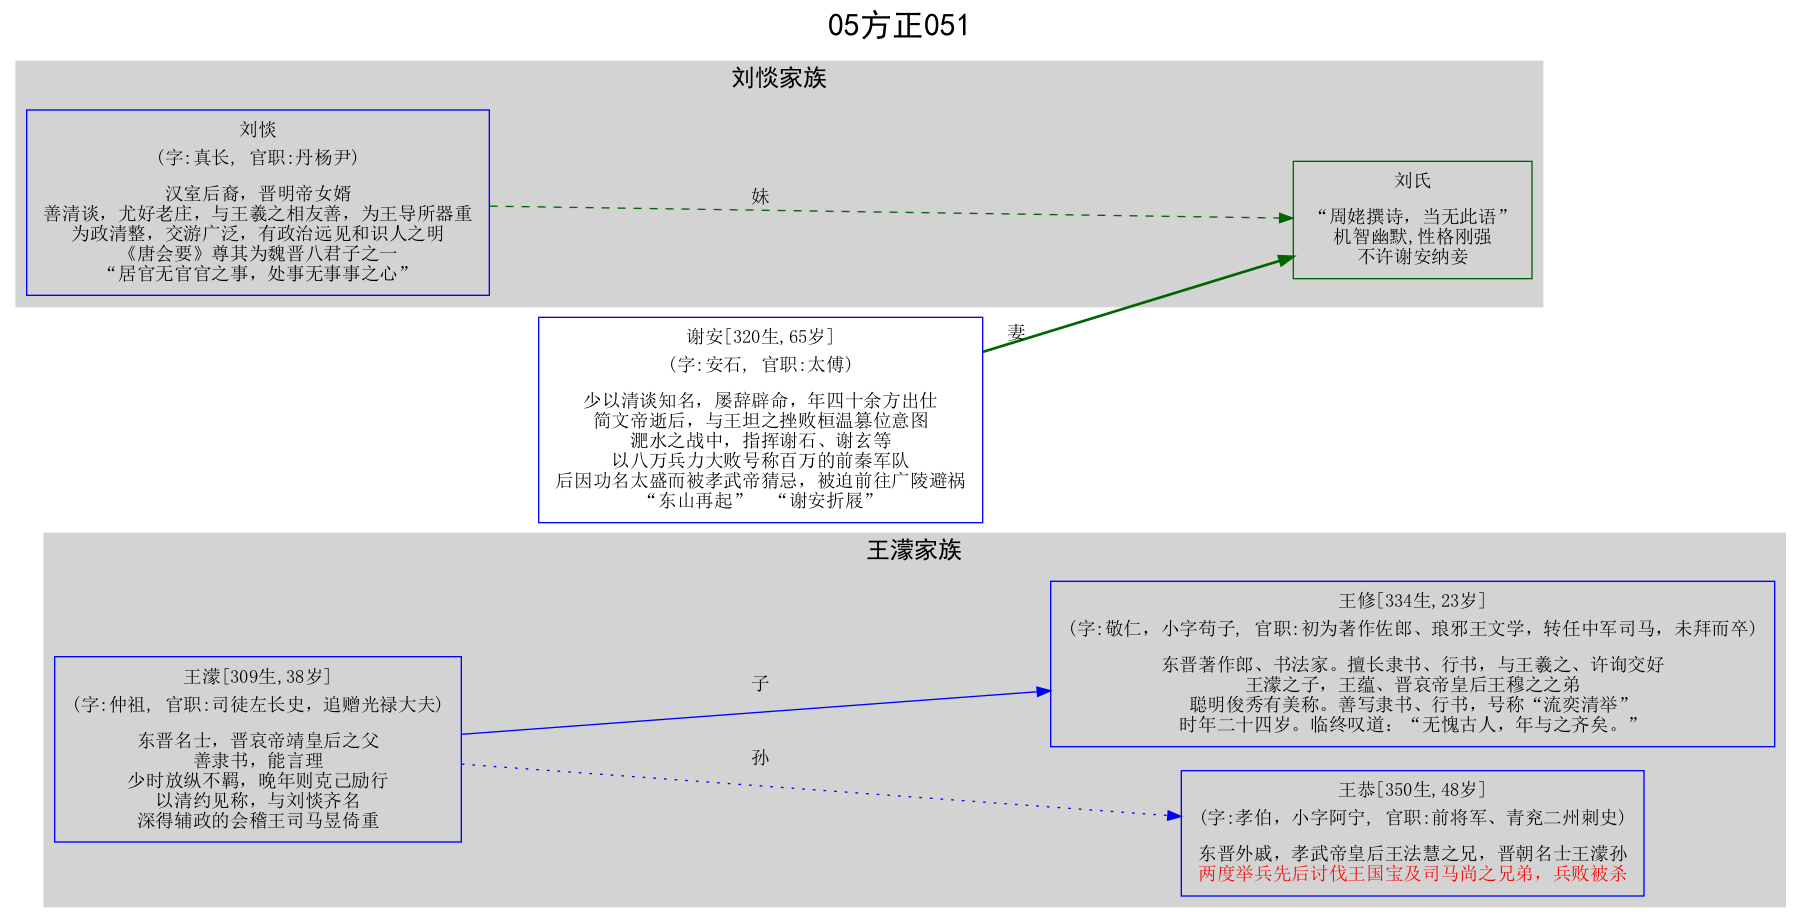 05方正051
刘惔家族
刘惔
(字:真长, 官职:丹杨尹)
汉室后裔，晋明帝女婿
善清谈，尤好老庄，与王羲之相友善，为王导所器重
为政清整，交游广泛，有政治远见和识人之明
《唐会要》尊其为魏晋八君子之一
“居官无官官之事，处事无事事之心”
妹
刘氏
“周姥撰诗，当无此语”
机智幽默,性格刚强
不许谢安纳妾
妻
谢安[320生,65岁]
(字:安石, 官职:太傅)
少以清谈知名，屡辞辟命，年四十余方出仕
简文帝逝后，与王坦之挫败桓温篡位意图
淝水之战中，指挥谢石、谢玄等
以八万兵力大败号称百万的前秦军队
后因功名太盛而被孝武帝猜忌，被迫前往广陵避祸
“东山再起”　“谢安折屐”
王濛家族
王濛[309生,38岁]
(字:仲祖, 官职:司徒左长史，追赠光禄大夫)
东晋名士，晋哀帝靖皇后之父
善隶书，能言理
少时放纵不羁，晚年则克己励行
以清约见称，与刘惔齐名
深得辅政的会稽王司马昱倚重
子
孙
王修[334生,23岁]
(字:敬仁，小字苟子, 官职:初为著作佐郎、琅邪王文学，转任中军司马，未拜而卒)
东晋著作郎、书法家。擅长隶书、行书，与王羲之、许询交好
王濛之子，王蕴、晋哀帝皇后王穆之之弟
聪明俊秀有美称。善写隶书、行书，号称“流奕清举”
时年二十四岁。临终叹道：“无愧古人，年与之齐矣。”
王恭[350生,48岁]
(字:孝伯，小字阿宁, 官职:前将军、青兖二州刺史)
东晋外戚，孝武帝皇后王法慧之兄，晋朝名士王濛孙
两度举兵先后讨伐王国宝及司马尚之兄弟，兵败被杀